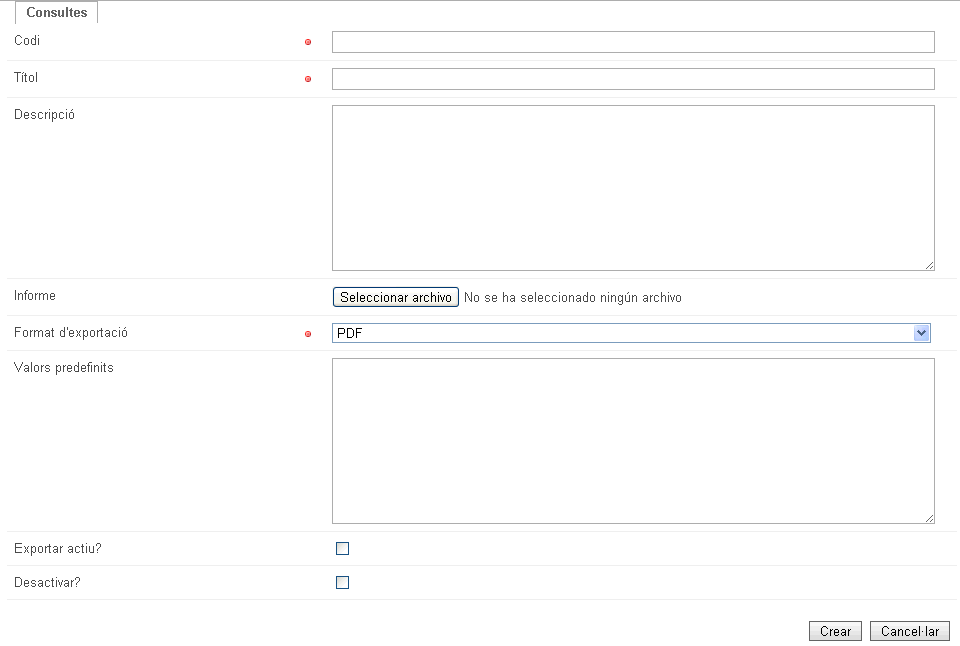 Consultes
Codi
Títol
Descripció
Informe Seleccionar archivo No se ha seleccionado ningún archivo
Format d'exportació PDF
Valors predefinits
Exportar actiu?
Desactivar?
Crear Cancel·lar